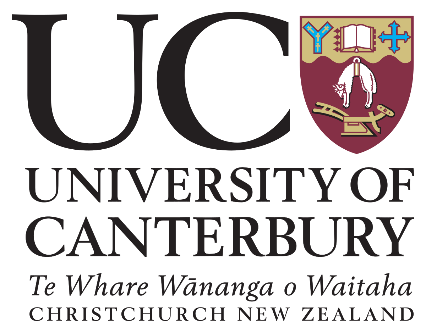 UC
UNIVERSITY OF
CANTERBURY
Te Whare Wānanga o Waitaha
CHRISTCHURCH NEW ZEALAND